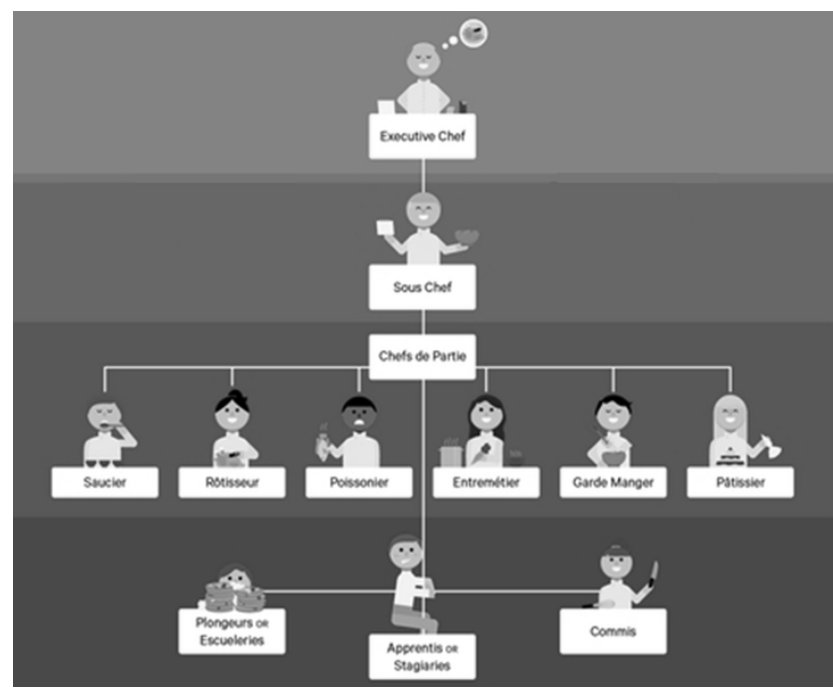 Executive Chef
Sous Chef
Chefs de Partie
Saucier
Rôtisseur
Poissonier
Entremétier
Garde Manger
Pâtissier
Plongeurs OR
Escueleries
Apprentis OR
Stagiaries
Commis